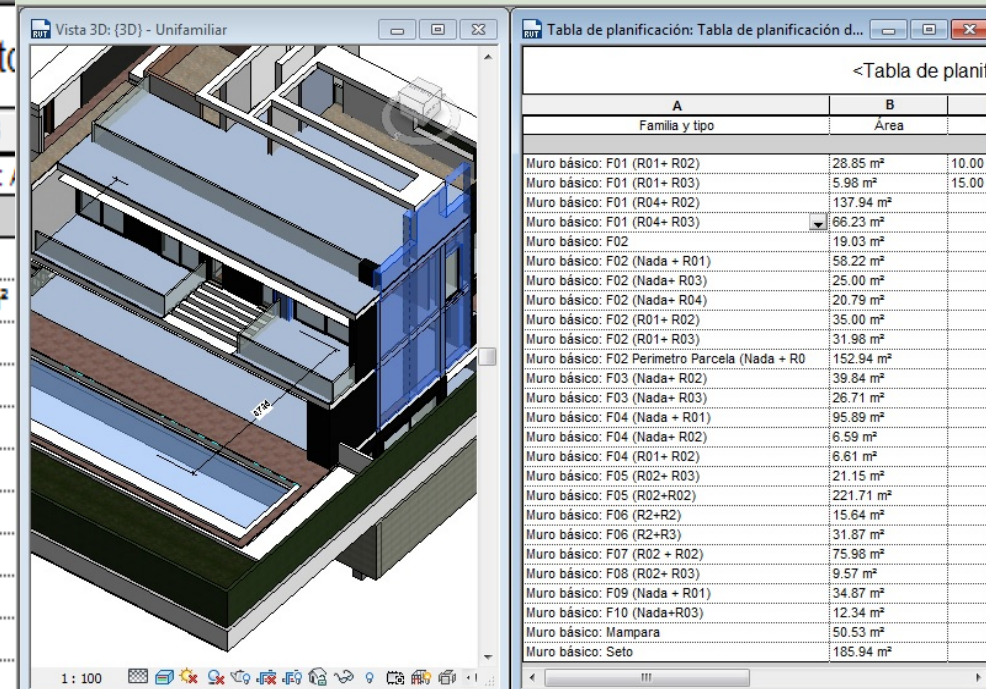 Vista 3D: {3D} - Unifamiliar
1 : 100
Tabla de planificación: Tabla de planificación d...
<Tabla de planif
A B
Familia y tipo Área
Muro básico: F01 (R01+ R02) 28.85 m² 10.00
Muro básico: F01 (R01+ R03) 5.98 m² 15.00
Muro básico: F01 (R04+ R02) 137.94 m²
Muro básico: F01 (R04+ R03) 66.23 m²
Muro básico: F02 19.03 m²
Muro básico: F02 (Nada + R01) 58.22 m²
Muro básico: F02 (Nada+ R03) 25.00 m²
Muro básico: F02 (Nada+ R04) 20.79 m²
Muro básico: F02 (R01+ R02) 35.00 m²
Muro básico: F02 (R01+ R03) 31.98 m²
Muro básico: F02 Perimetro Parcela (Nada + R0 152.94 m²
Muro básico: F03 (Nada+ R02) 39.84 m²
Muro básico: F03 (Nada+ R03) 26.71 m²
Muro básico: F04 (Nada + R01) 95.89 m²
Muro básico: F04 (Nada+ R02) 6.59 m²
Muro básico: F04 (R01+ R02) 6.61 m²
Muro básico: F05 (R02+ R03) 21.15 m²
Muro básico: F05 (R02+R02) 221.71 m²
Muro básico: F06 (R2+R2) 15.64 m²
Muro básico: F06 (R2+R3) 31.87 m²
Muro básico: F07 (R02 + R02) 75.98 m²
Muro básico: F08 (R02+ R03) 9.57 m²
Muro básico: F09 (Nada + R01) 34.87 m²
Muro básico: F10 (Nada+R03) 12.34 m²
Muro básico: Mampara 50.53 m²
Muro básico: Seto 185.94 m²